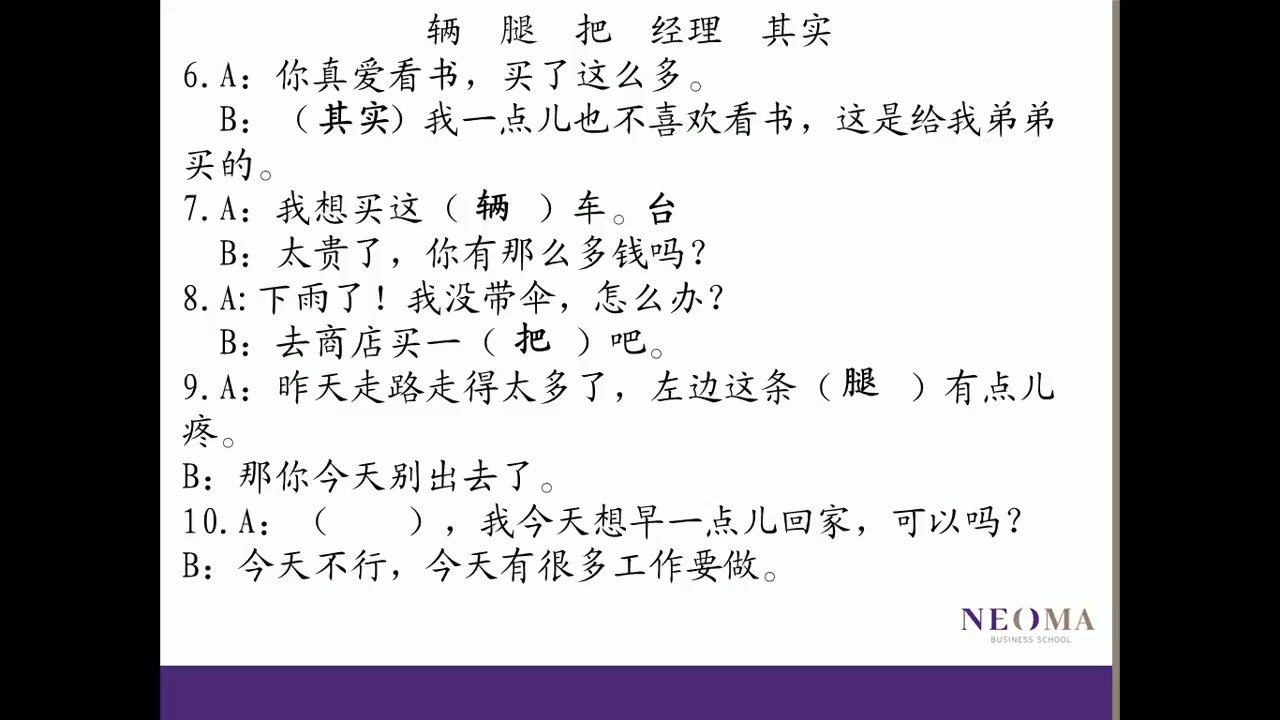 辆 腿 把 经理 其实
6.A：你真爱看书，买了这么多。
B：（其实）我一点儿也不喜欢看书，这是给我弟弟
买的。
7.A：我想买这（ 辆 ）车。台
B：太贵了，你有那么多钱吗？
8.A:下雨了！我没带伞，怎么办？
B：去商店买一（ 把 ）吧。
9.A：昨天走路走得太多了，左边这条（ 腿 ）有点儿
疼。
B：那你今天别出去了。
10.A：（ ），我今天想早一点儿回家，可以吗？
B：今天不行，今天有很多工作要做。
NEOMA
BUSINESS SCHOOL